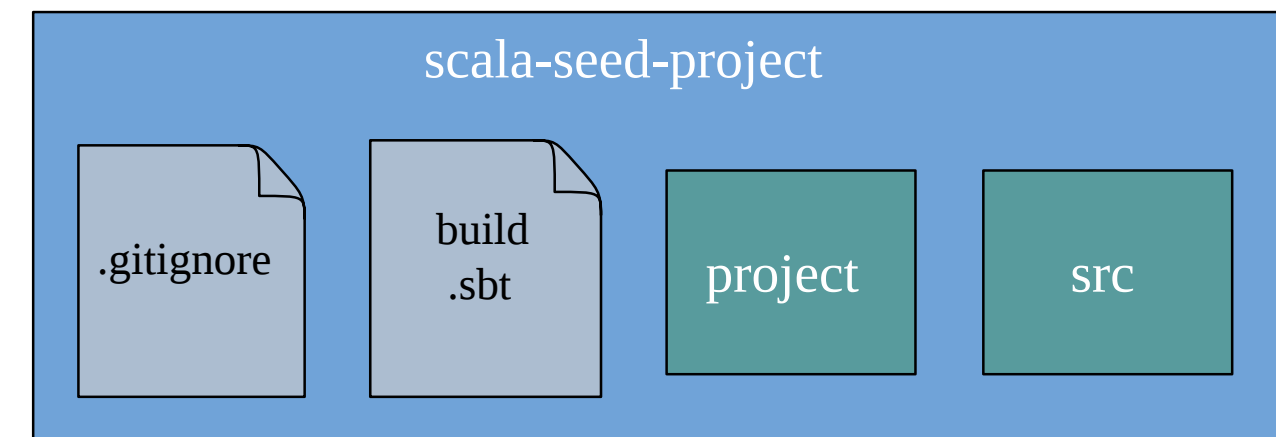 scala-seed-project
.gitignore
build
.sbt
project
src